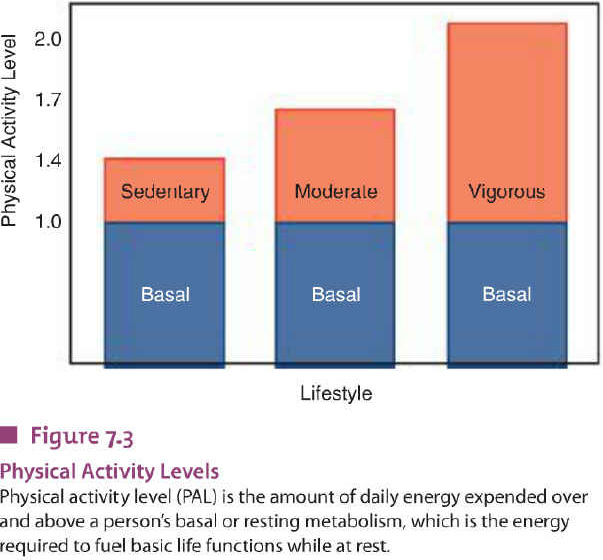 Physical Activity Level
2.0
1.7
1.4
1.0
Sedentary
Moderate
Vigorous
Basal
Basal
Basal
Lifestyle
Figure 7.3
Physical Activity Levels
Physical activity level (PAL) is the amount of daily energy expended over
and above a person's basal or resting metabolism, which is the energy
required to fuel basic life functions while at rest.